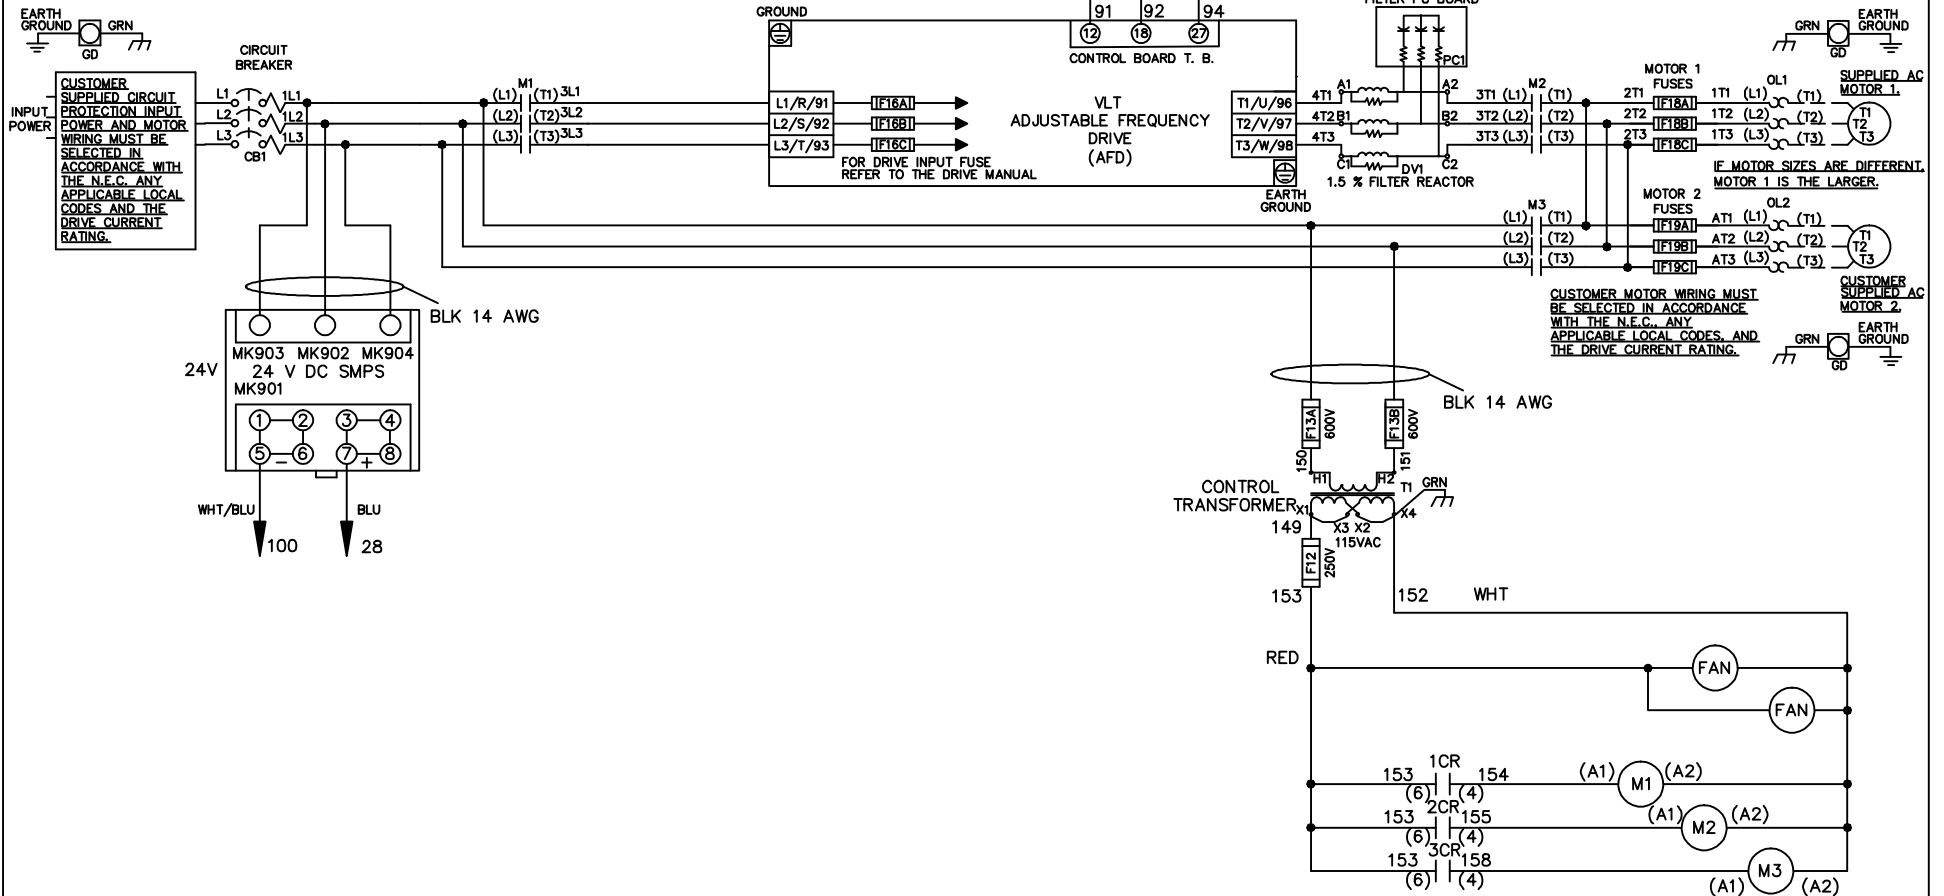 EARTH
GROUND
GRN
GD
CUSTOMER
SUPPLIED CIRCUIT
PROTECTION INPUT
POWER AND MOTOR
WIRING MUST BE
SELECTED IN
ACCORDANCE WITH
THE N.E.C. ANY
APPLICABLE LOCAL
CODES AND THE
DRIVE CURRENT
RATING.
INPUT
POWER
CIRCUIT
BREAKER
L1
L2
L3
1L1
1L2
1L3
CB1
M1
(L1) (T1) 3L1
(L2) (T2) 3L2
(L3) (T3) 3L3
GROUND
91 92 94
12 18 27
CONTROL BOARD T. B.
L1/R/91
L2/S/92
L3/T/93
F16A
F16B
F16C
FOR DRIVE INPUT FUSE
REFER TO THE DRIVE MANUAL
VLT
ADJUSTABLE FREQUENCY
DRIVE
(AFD)
T1/U/96
T2/V/97
T3/W/98
EARTH
GROUND
4T1
4T2
4T3
A1
B1
C1
PC1
A2
B2
C2
DV1
1.5 % FILTER REACTOR
M2
3T1 (L1) (T1)
3T2 (L2) (T2)
3T3 (L3) (T3)
MOTOR 1
FUSES
2T1 F18A 1T1 (L1)
2T2 F18B 1T2 (L2)
2T3 F18C 1T3 (L3)
OL1
(T1)
(T2)
(T3)
T1
T2
T3
GRN
GD
EARTH
GROUND
SUPPLIED AC
MOTOR 1.
IF MOTOR SIZES ARE DIFFERENT,
MOTOR 1 IS THE LARGER.
M3
(L1) (T1)
(L2) (T2)
(L3) (T3)
MOTOR 2
FUSES
F19A AT1 (L1)
F19B AT2 (L2)
F19C AT3 (L3)
OL2
(T1)
(T2)
(T3)
T1
T2
T3
CUSTOMER
SUPPLIED AC
MOTOR 2.
CUSTOMER MOTOR WIRING MUST
BE SELECTED IN ACCORDANCE
WITH THE N.E.C., ANY
APPLICABLE LOCAL CODES, AND
THE DRIVE CURRENT RATING.
GRN
GD
EARTH
GROUND
BLK 14 AWG
MK903 MK902 MK904
24V
24 V DC SMPS
MK901
1 2 3 4
5 - 6 7 + 8
WHT/BLU
BLU
100
28
BLK 14 AWG
F13A
600V
F13B
600V
150
151
H1
H2
T1
GRN
CONTROL
TRANSFORMER
X1
X3 X2
X4
115VAC
149
F12
250V
153
152
WHT
RED
FAN
FAN
1CR
153 154
(6) (4)
(A1) M1 (A2)
2CR
153 155
(6) (4)
(A1) M2 (A2)
3CR
153 158
(6) (4)
(A1) M3 (A2)